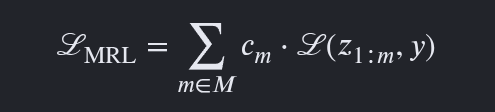 ℒ_MRL = ∑_{m∈M} c_m · ℒ(z_{1:m}, y)